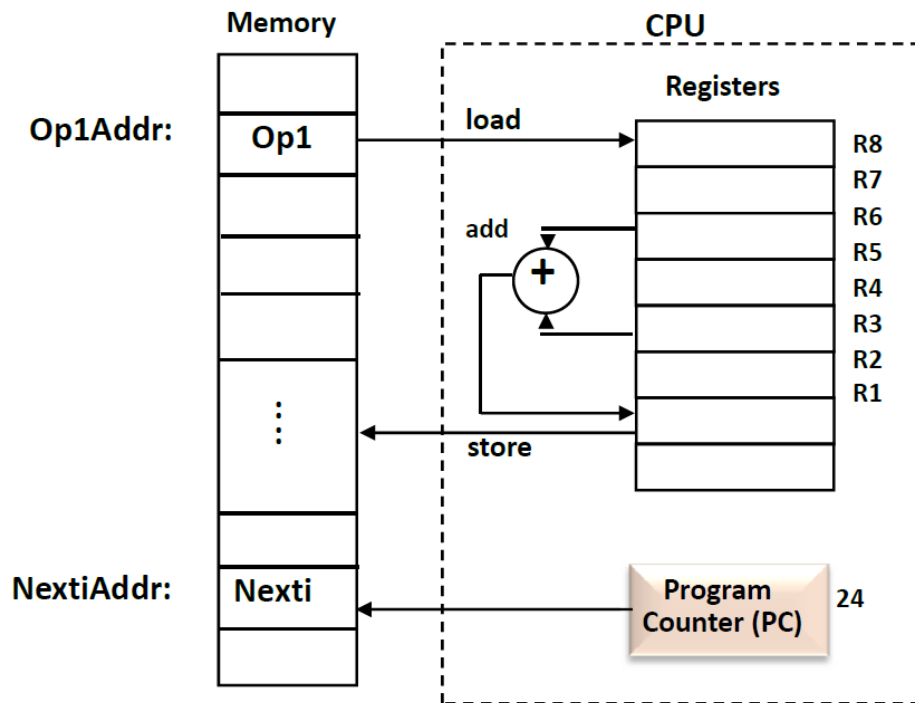 Memory
CPU
Registers
Op1Addr:
Op1
load
R8
R7
R6
add
R5
+
R4
R3
R2
R1
store
NextiAddr:
Nexti
Program
Counter (PC)
24